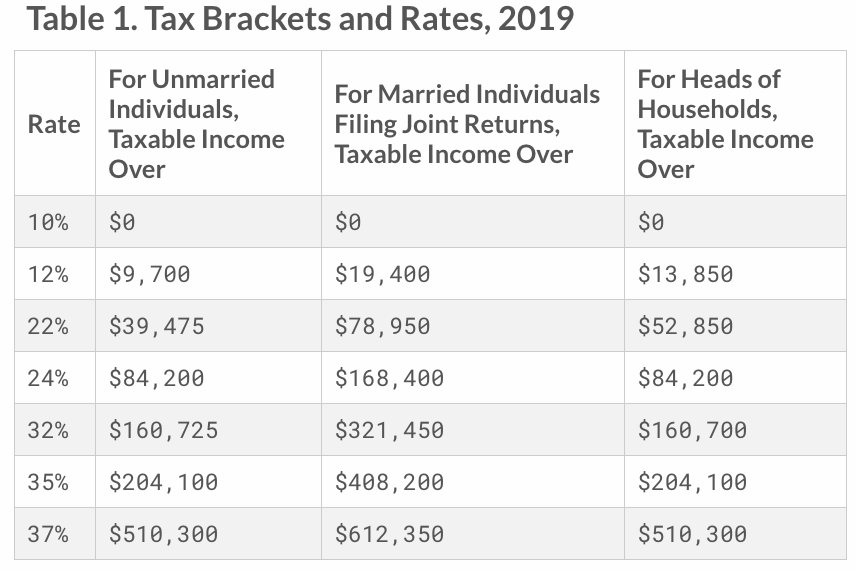 Table 1. Tax Brackets and Rates, 2019
Rate
For Unmarried
Individuals,
Taxable Income
Over
For Married Individuals
Filing Joint Returns,
Taxable Income Over
For Heads of
Households,
Taxable Income
Over
10% $0 $0 $0
12% $9,700 $19,400 $13,850
22% $39,475 $78,950 $52,850
24% $84,200 $168,400 $84,200
32% $160,725 $321,450 $160,700
35% $204,100 $408,200 $204,100
37% $510,300 $612,350 $510,300